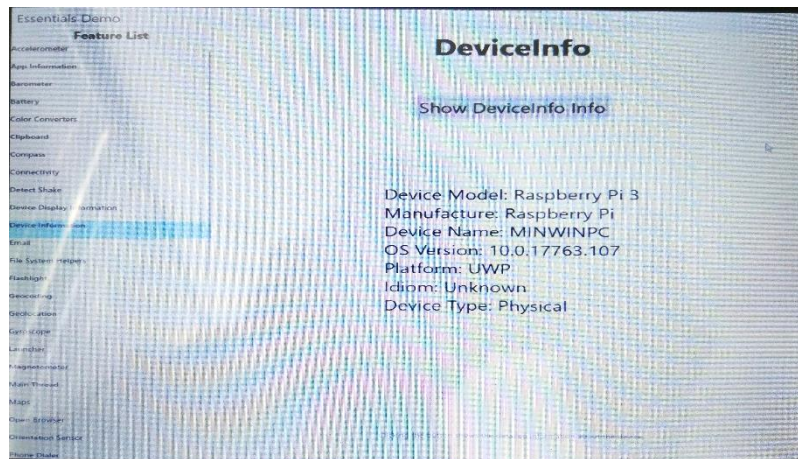 Essentials Demo
Feature List
Accelerometer
App Information
Barometer
Battery
Color Converters
Clipboard
Compass
Connectivity
Detect Shake
Device Display Information
Device Information
Email
File System Helpers
Flashlight
Geocoding
Geolocation
Gyroscope
Launcher
Magnetometer
Main Thread
Maps
Open Browser
Orientation Sensor
Phone Dialer
DeviceInfo
Show DeviceInfo Info
Device Model: Raspberry Pi 3
Manufacture: Raspberry Pi
Device Name: MINWINPC
OS Version: 10.0.17763.107
Platform: UWP
Idiom: Unknown
Device Type: Physical